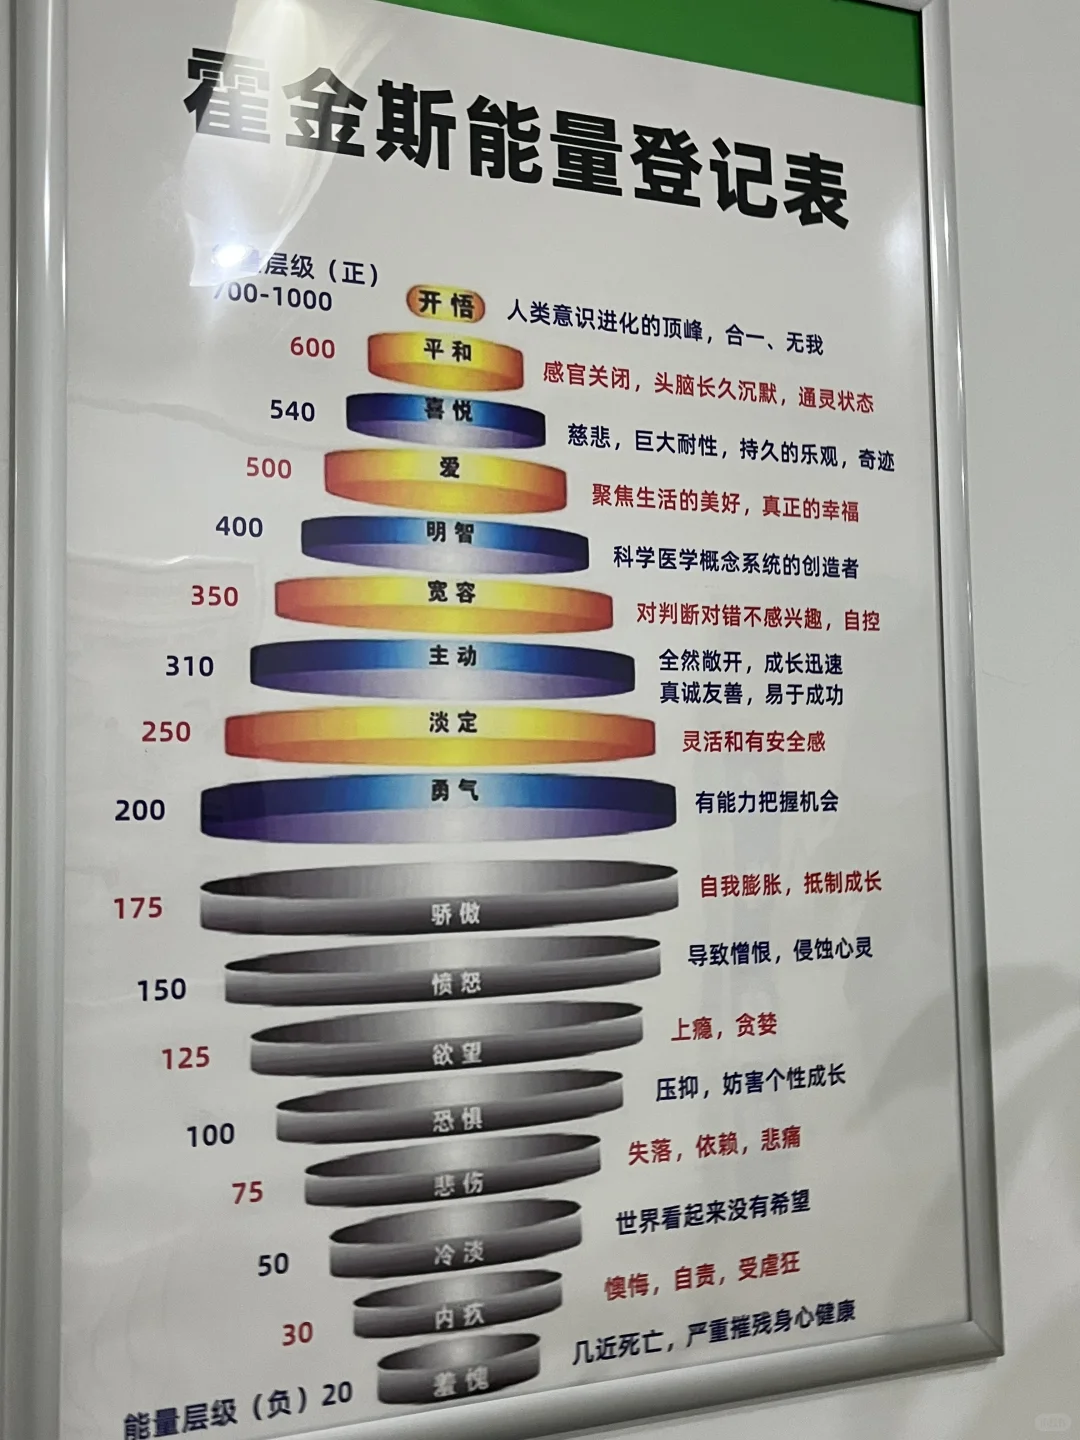 霍金斯能量登记表
层级（正）
700-1000
开悟
人类意识进化的顶峰，合一、无我
600
平和
感官关闭，头脑长久沉默，通灵状态
540
喜悦
慈悲，巨大耐性，持久的乐观，奇迹
500
爱
聚焦生活的美好，真正的幸福
400
明智
科学医学概念系统的创造者
350
宽容
对判断对错不感兴趣，自控
310
主动
全然敞开，成长迅速
真诚友善，易于成功
250
淡定
灵活和有安全感
200
勇气
有能力把握机会
175
骄傲
自我膨胀，抵制成长
150
愤怒
导致憎恨，侵蚀心灵
125
欲望
上瘾，贪婪
100
恐惧
压抑，妨害个性成长
75
悲伤
失落，依赖，悲痛
50
冷淡
世界看起来没有希望
30
内疚
懊悔，自责，受虐狂
能量层级（负）20
羞愧
几近死亡，严重摧残身心健康